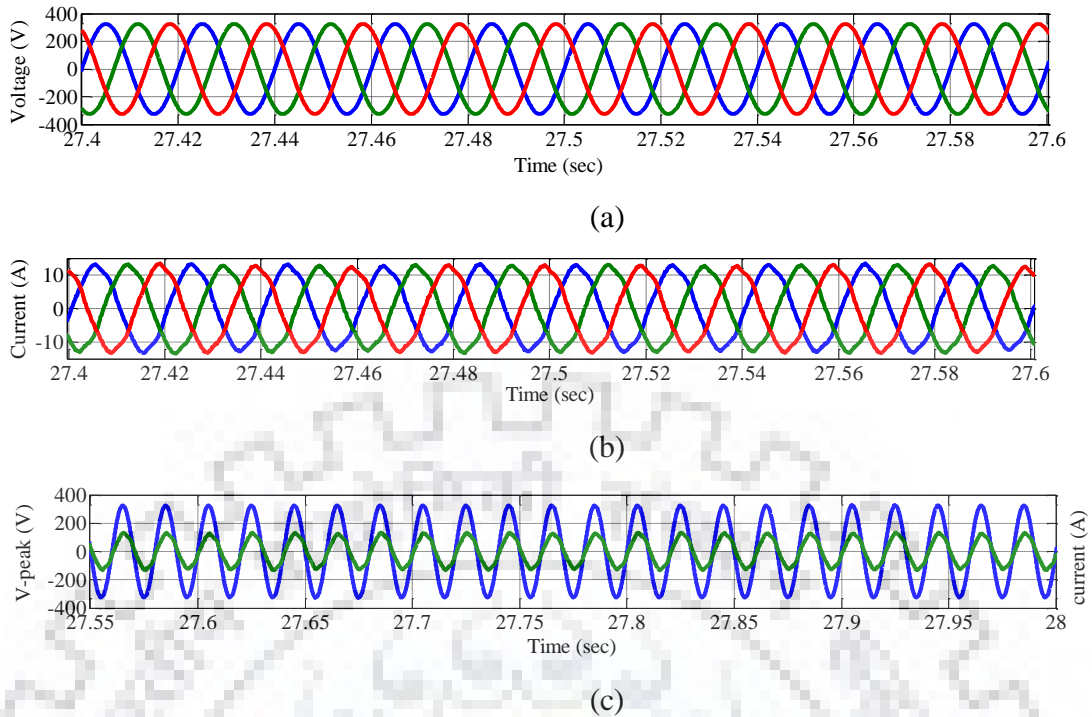 Voltage (V)
400
200
0
-200
-400
27.4 27.42 27.44 27.46 27.48 27.5 27.52 27.54 27.56 27.58 27.6
Time (sec)
(a)
Current (A)
10
0
-10
27.4 27.42 27.44 27.46 27.48 27.5 27.52 27.54 27.56 27.58 27.6
Time (sec)
(b)
V-peak (V)
400
200
0
-200
-400
27.55 27.6 27.65 27.7 27.75 27.8 27.85 27.9 27.95 28
current (A)
Time (sec)
(c)